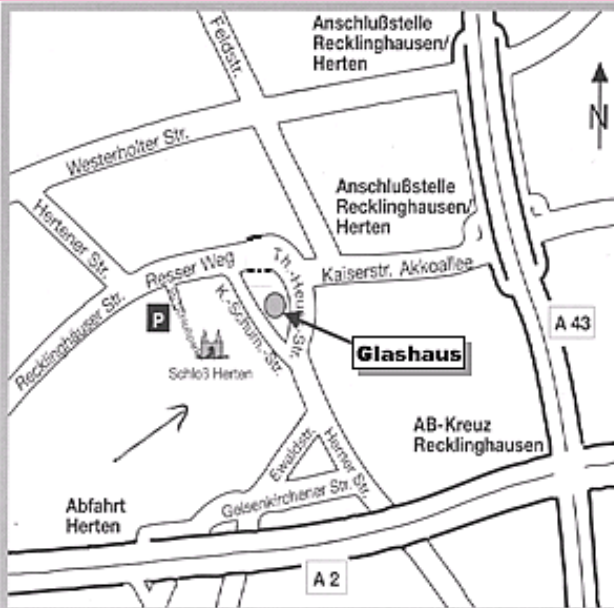 Feldstr.
Anschlußstelle
Recklinghausen/
Herten
N
Westerholter Str.
Anschlußstelle
Recklinghausen/
Herten
Hertener Str.
Resser Weg
Th.-Heuss-Str.
Kaiserstr. Akkoallee
Recklinghäuser Str.
P
K.-Schum.-Str.
A 43
Glashaus
Schloß Herten
AB-Kreuz
Recklinghausen
Ewaldstr.
Herner Str.
Gelsenkirchener Str.
Abfahrt
Herten
A 2